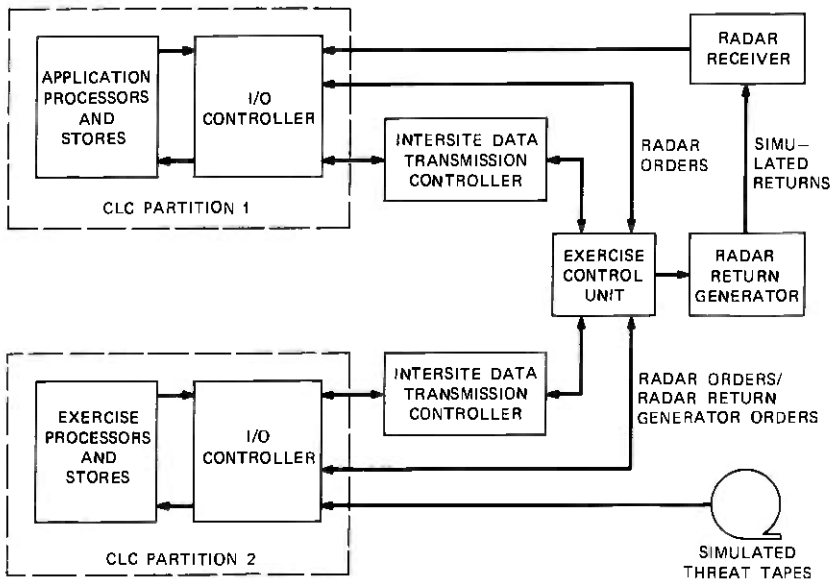 APPLICATION
PROCESSORS
AND
STORES
I/O
CONTROLLER
CLC PARTITION 1
INTERSITE DATA
TRANSMISSION
CONTROLLER
RADAR
ORDERS
RADAR
RECEIVER
SIMU–
LATED
RETURNS
EXERCISE
CONTROL
UNIT
RADAR
RETURN
GENERATOR
EXERCISE
PROCESSORS
AND
STORES
I/O
CONTROLLER
CLC PARTITION 2
INTERSITE DATA
TRANSMISSION
CONTROLLER
RADAR ORDERS/
RADAR RETURN
GENERATOR ORDERS
SIMULATED
THREAT TAPES